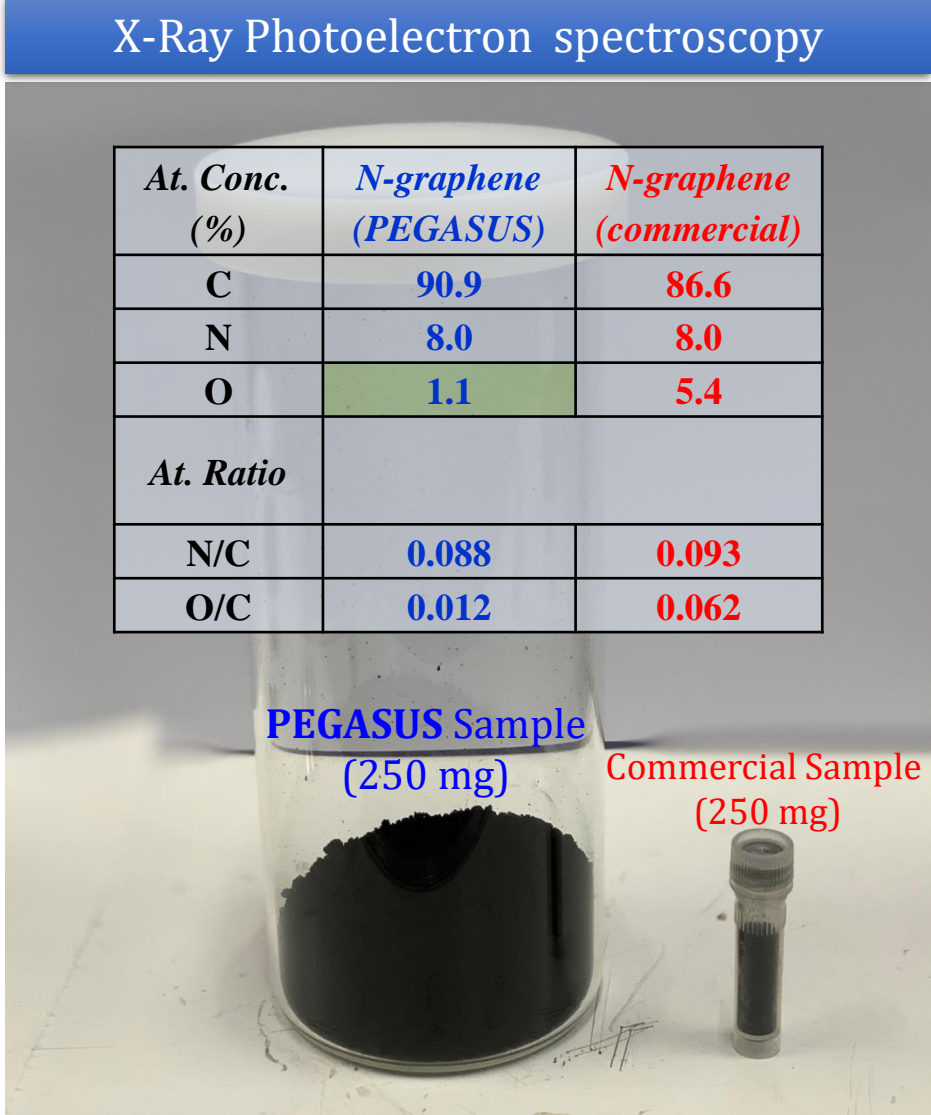 X-Ray Photoelectron spectroscopy
At. Conc. (%) N-graphene (PEGASUS) N-graphene (commercial)
C 90.9 86.6
N 8.0 8.0
O 1.1 5.4
At. Ratio
N/C 0.088 0.093
O/C 0.012 0.062
PEGASUS Sample
(250 mg)
Commercial Sample
(250 mg)